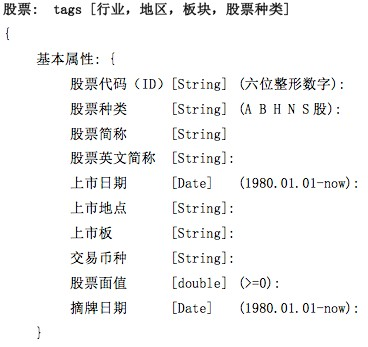 股票: tags [行业，地区，板块，股票种类]
{
基本属性: {
股票代码（ID）[String] (六位整形数字):
股票种类 [String] (A B H N S 股):
股票简称 [String]
股票英文简称 [String]:
上市日期 [Date] (1980.01.01-now):
上市地点 [String]:
上市板 [String]:
交易币种 [String]:
股票面值 [double] (>=0):
摘牌日期 [Date] (1980.01.01-now):
}